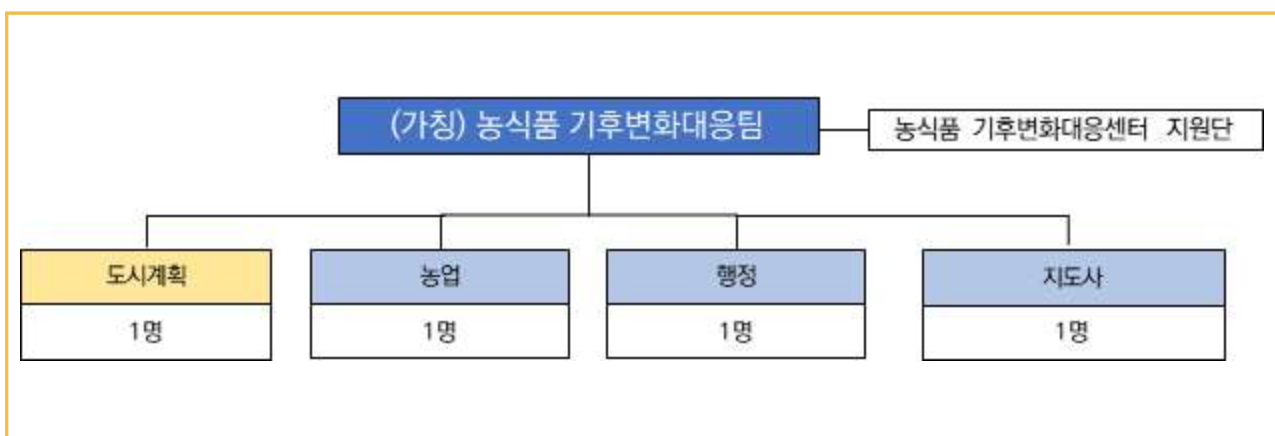 (가칭) 농식품 기후변화대응팀
농식품 기후변화대응센터 지원단
도시계획
농업
행정
지도사
1명
1명
1명
1명